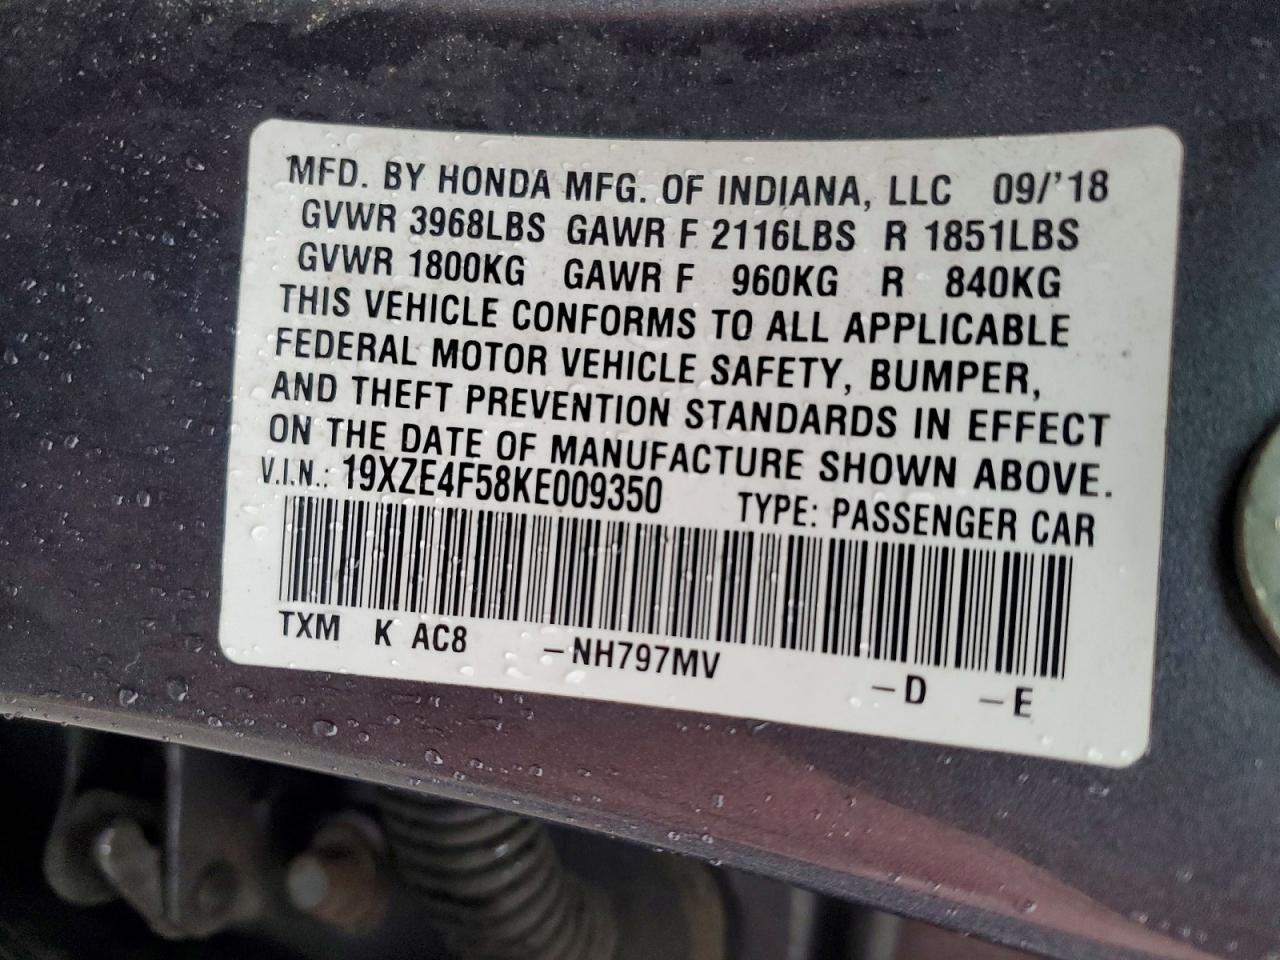 MFD. BY HONDA MFG. OF INDIANA, LLC 09/'18
GVWR 3968LBS GAWR F 2116LBS R 1851LBS
GVWR 1800KG GAWR F 960KG R 840KG
THIS VEHICLE CONFORMS TO ALL APPLICABLE
FEDERAL MOTOR VEHICLE SAFETY, BUMPER,
AND THEFT PREVENTION STANDARDS IN EFFECT
ON THE DATE OF MANUFACTURE SHOWN ABOVE.
V.I.N.: 19XZE4F58KE009350 TYPE: PASSENGER CAR
TXM K AC8 -NH797MV -D -E